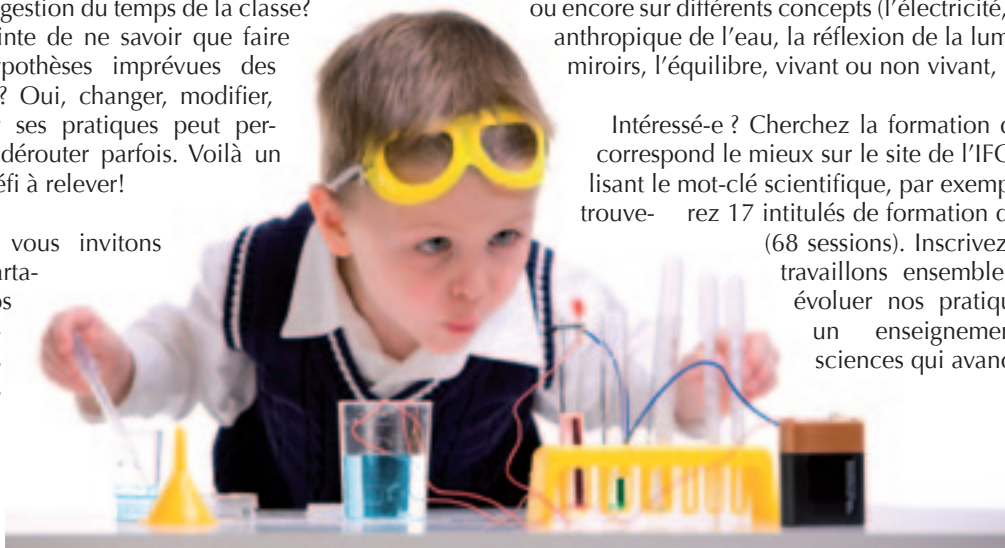 gestion du temps de la classe?
inte de ne savoir que faire
ypothèses imprévues des
? Oui, changer, modifier,
r ses pratiques peut per-
dérouter parfois. Voilà un
éfi à relever!
vous invitons
arta-
os
ou encore sur différents concepts (l’électricité,
anthropique de l’eau, la réflexion de la lum
miroirs, l’équilibre, vivant ou non vivant,
Intéressé-e ? Cherchez la formation q
correspond le mieux sur le site de l’IFC
lisant le mot-clé scientifique, par exemp
trouve- rez 17 intitulés de formation d
(68 sessions). Inscrivez
travaillons ensemble
évoluer nos pratiqu
un enseignemen
sciences qui avanc